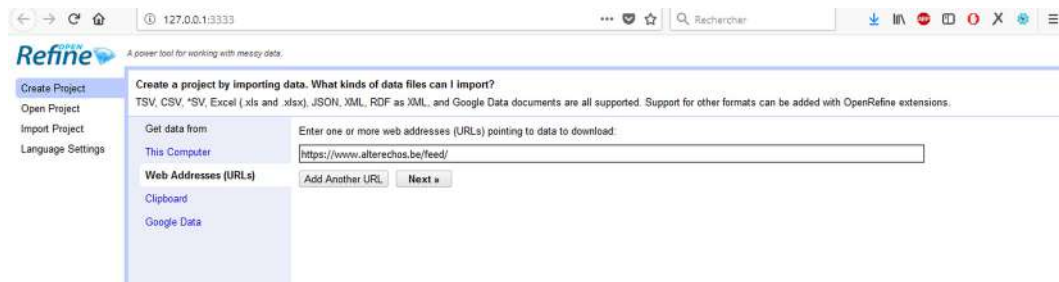 127.0.0.1:3333
Rechercher
OPEN
Refine
A power tool for working with messy data.
Create Project
Open Project
Import Project
Language Settings
Create a project by importing data. What kinds of data files can I import?
TSV, CSV, *SV, Excel (.xls and .xlsx), JSON, XML, RDF as XML, and Google Data documents are all supported. Support for other formats can be added with OpenRefine extensions.
Get data from
This Computer
Web Addresses (URLs)
Clipboard
Google Data
Enter one or more web addresses (URLs) pointing to data to download:
https://www.alterechos.be/feed/
Add Another URL
Next »